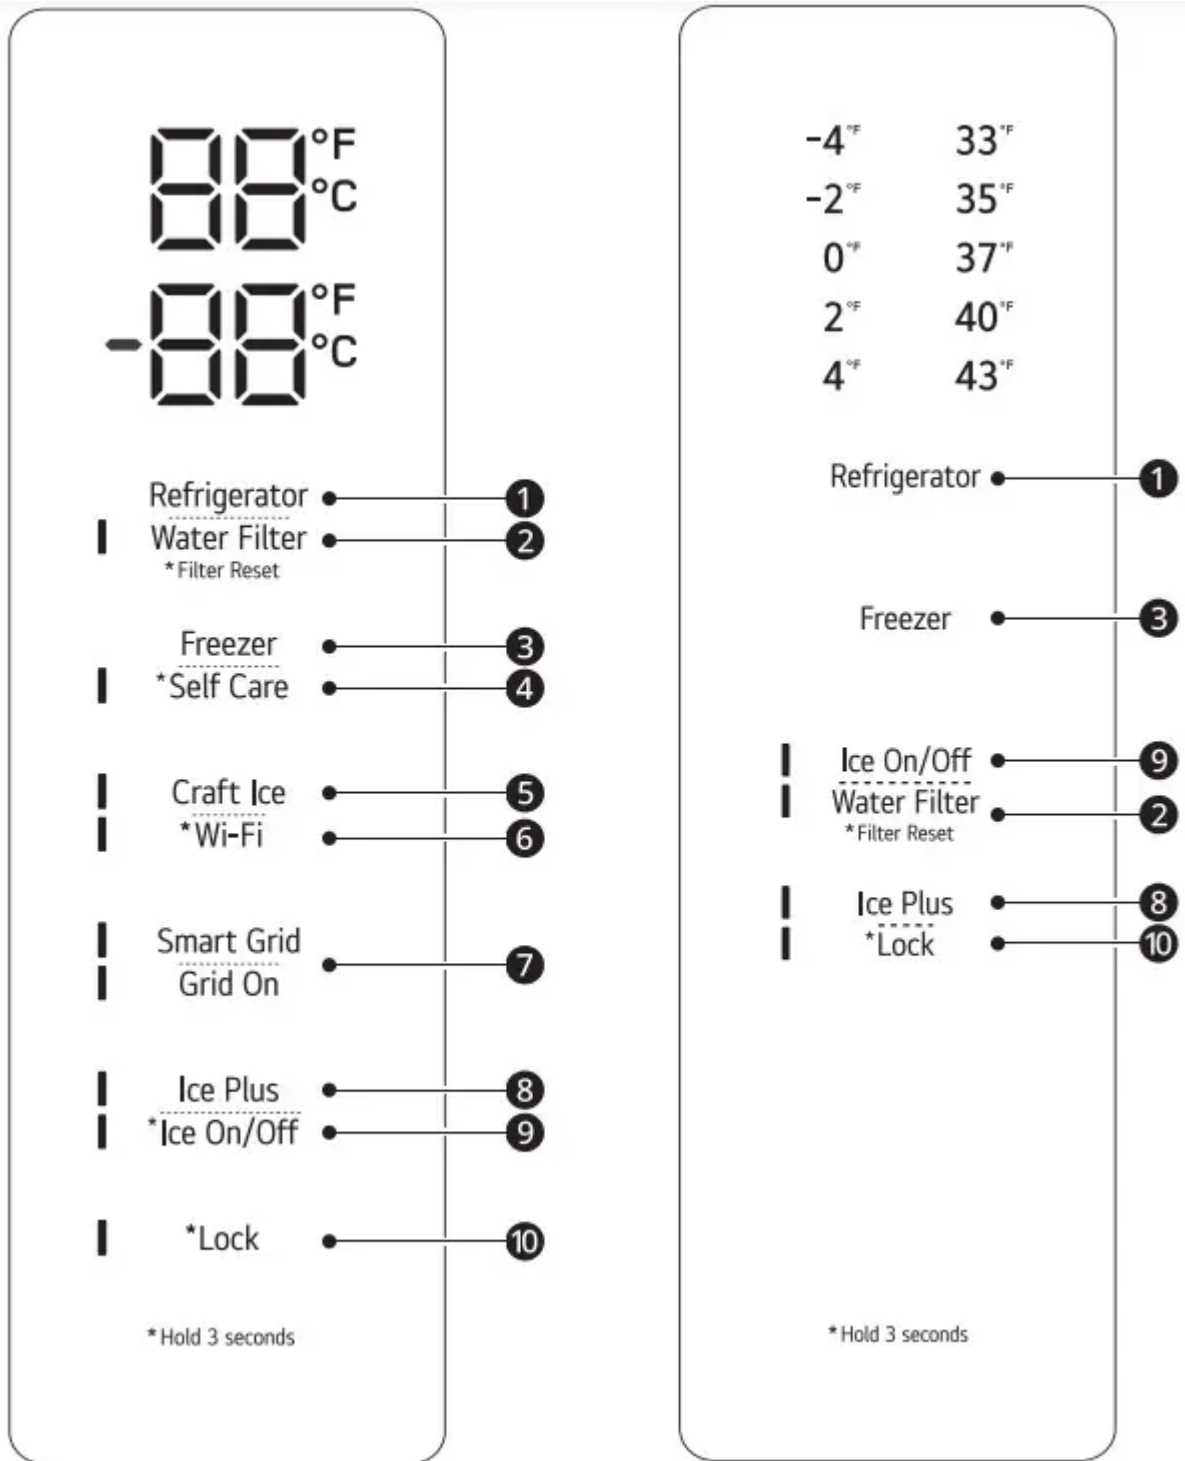 88 °F
°C
-88 °F
°C
Refrigerator 1
Water Filter 2
*Filter Reset
Freezer 3
*Self Care 4
Craft Ice 5
*Wi-Fi 6
Smart Grid
7
Grid On
Ice Plus 8
*Ice On/Off 9
*Lock 10
*Hold 3 seconds
-4°F 33°F
-2°F 35°F
0°F 37°F
2°F 40°F
4°F 43°F
Refrigerator 1
Freezer 3
Ice On/Off 9
Water Filter 2
*Filter Reset
Ice Plus 8
*Lock 10
*Hold 3 seconds